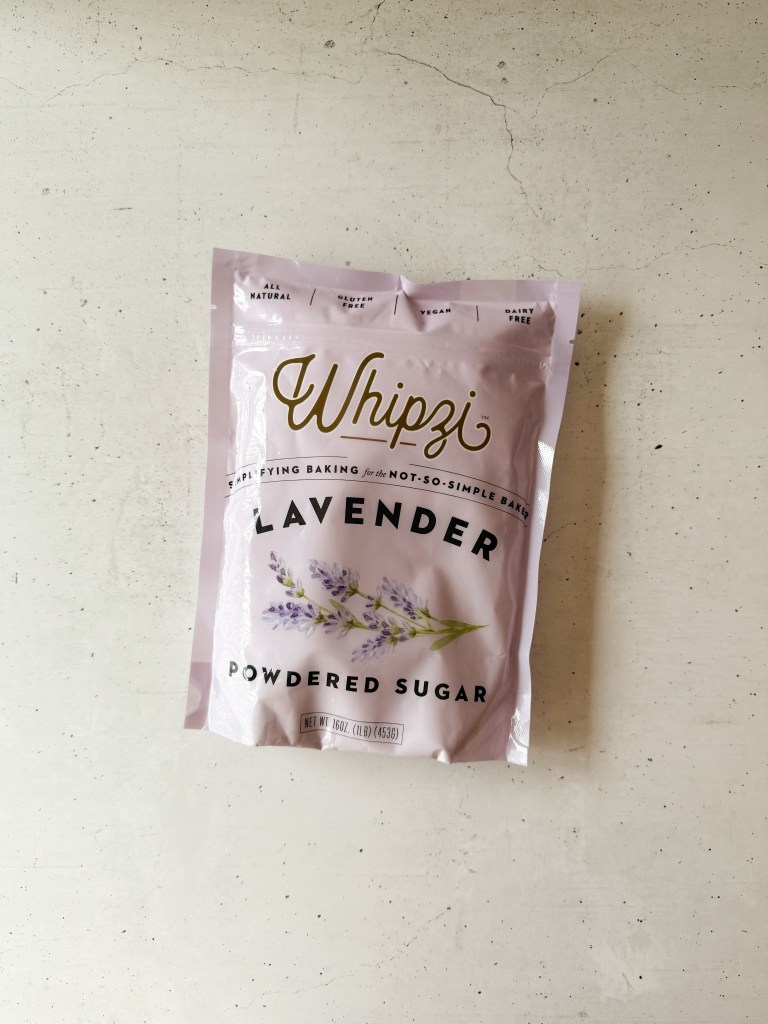 ALL NATURAL | GLUTEN FREE | VEGAN | DAIRY FREE
Whipzi™
SIMPLIFYING BAKING for the NOT-SO-SIMPLE BAKER
LAVENDER
POWDERED SUGAR
NET WT 16OZ. (1LB) (453G)